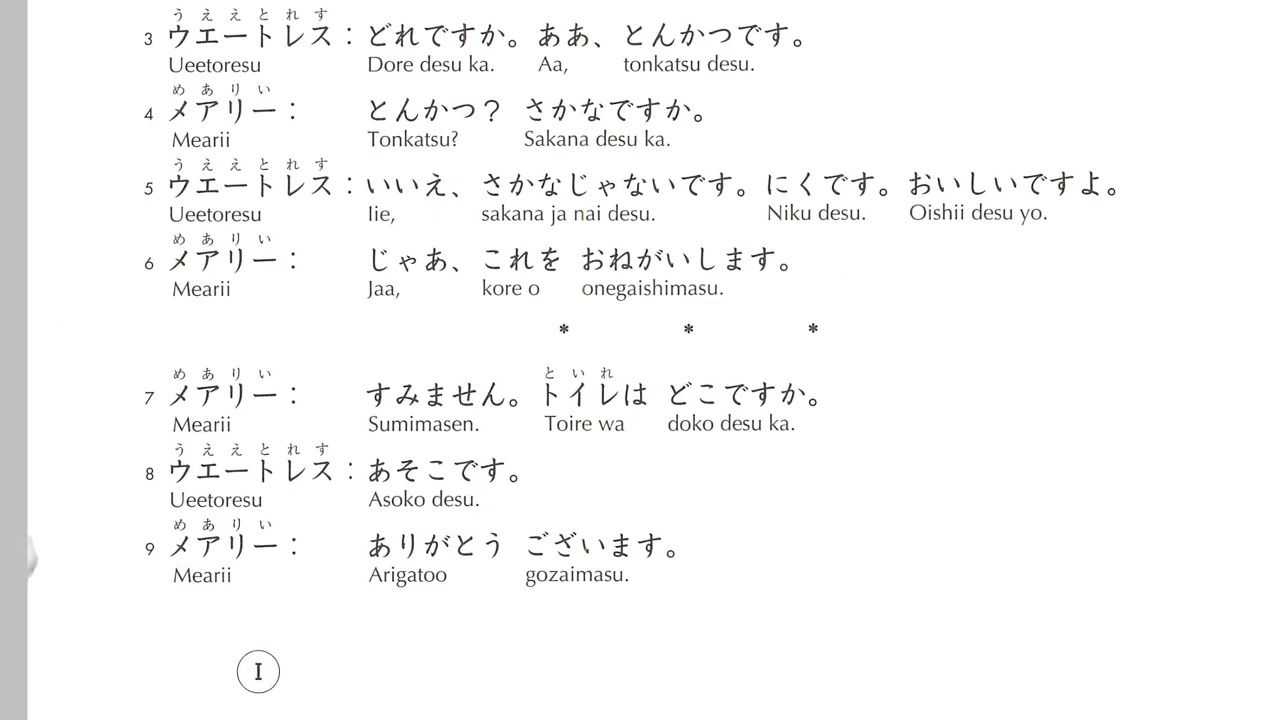 う え え と れ す
3 ウエートレス：どれですか。ああ、とんかつです。
Ueetoresu Dore desu ka. Aa, tonkatsu desu.
め あ り い
4 メアリー： とんかつ？ さかなですか。
Mearii Tonkatsu? Sakana desu ka.
う え え と れ す
5 ウエートレス：いいえ、さかなじゃないです。にくです。おいしいですよ。
Ueetoresu Iie, sakana ja nai desu. Niku desu. Oishii desu yo.
め あ り い
6 メアリー： じゃあ、これを おねがいします。
Mearii Jaa, kore o onegaishimasu.
* * *
め あ り い と い れ
7 メアリー： すみません。トイレは どこですか。
Mearii Sumimasen. Toire wa doko desu ka.
う え え と れ す
8 ウエートレス：あそこです。
Ueetoresu Asoko desu.
め あ り い
9 メアリー： ありがとう ございます。
Mearii Arigatoo gozaimasu.
I